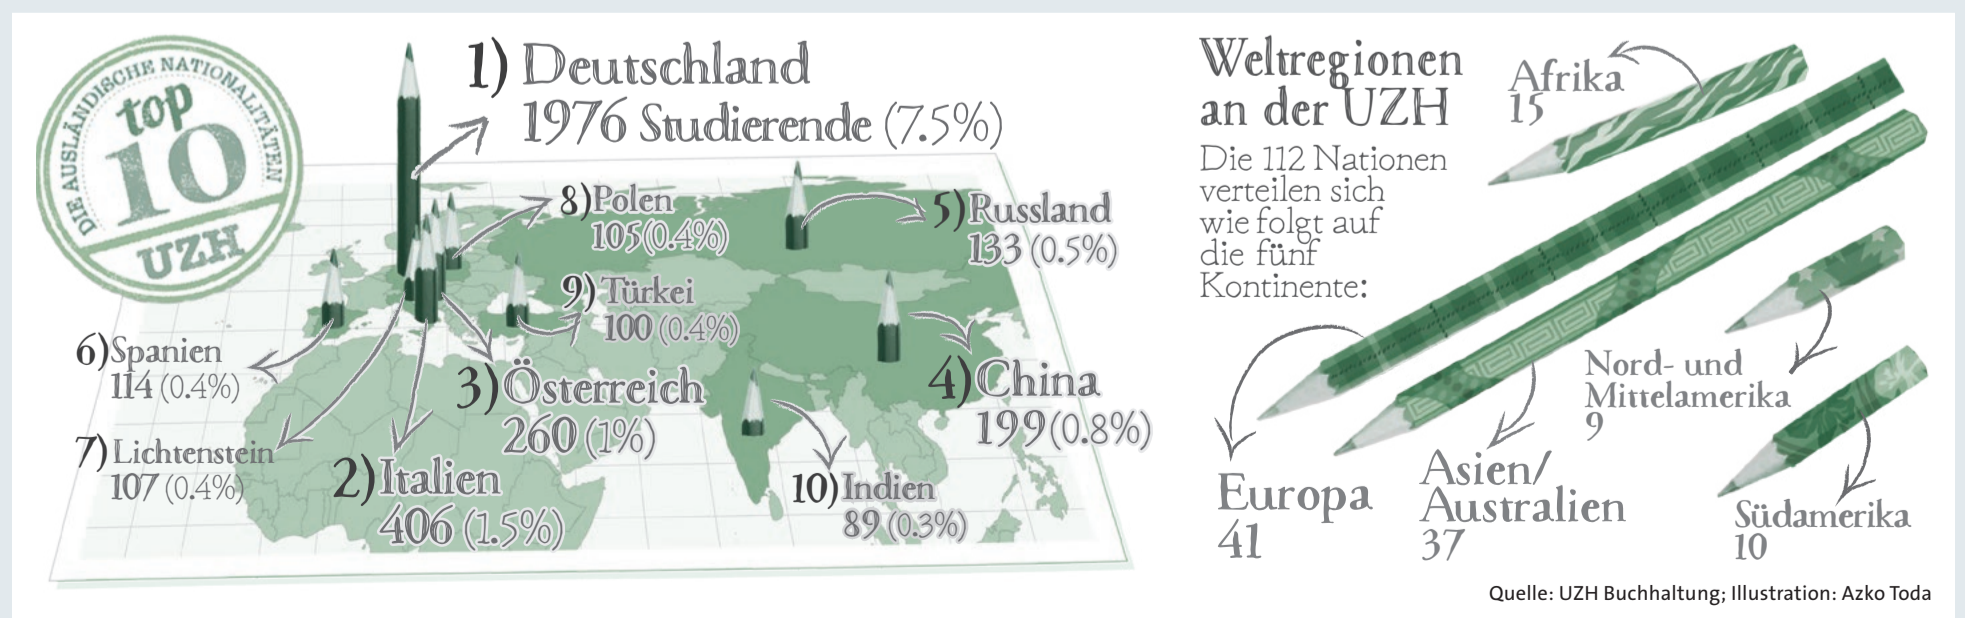 DIE AUSLÄNDISCHE NATIONALITÄTEN
top
10
UZH
1) Deutschland
1976 Studierende (7.5%)
8) Polen
105 (0.4%)
5) Russland
133 (0.5%)
9) Türkei
100 (0.4%)
6) Spanien
114 (0.4%)
3) Österreich
260 (1%)
4) China
199 (0.8%)
7) Lichtenstein
107 (0.4%)
2) Italien
406 (1.5%)
10) Indien
89 (0.3%)
Weltregionen
an der UZH
Die 112 Nationen
verteilen sich
wie folgt auf
die fünf
Kontinente:
Afrika
15
Nord- und
Mittelamerika
9
Europa
41
Asien/
Australien
37
Südamerika
10
Quelle: UZH Buchhaltung; Illustration: Azko Toda